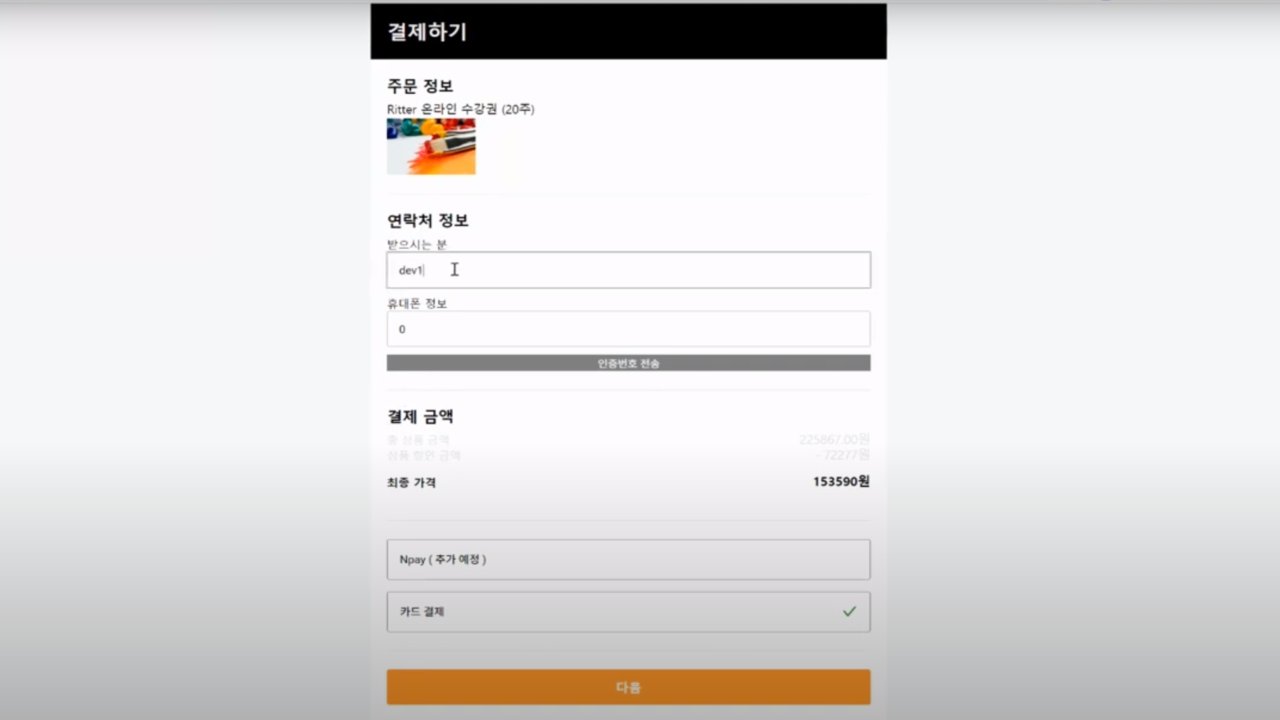 결제하기
주문 정보
Ritter 온라인 수강권 (20주)
연락처 정보
받으시는 분
dev1
휴대폰 정보
0
인증번호 전송
결제 금액
총 상품 금액 225867.00원
상품 할인 금액 - 72277원
최종 가격 153590원
Npay ( 추가 예정 )
카드 결제
다음